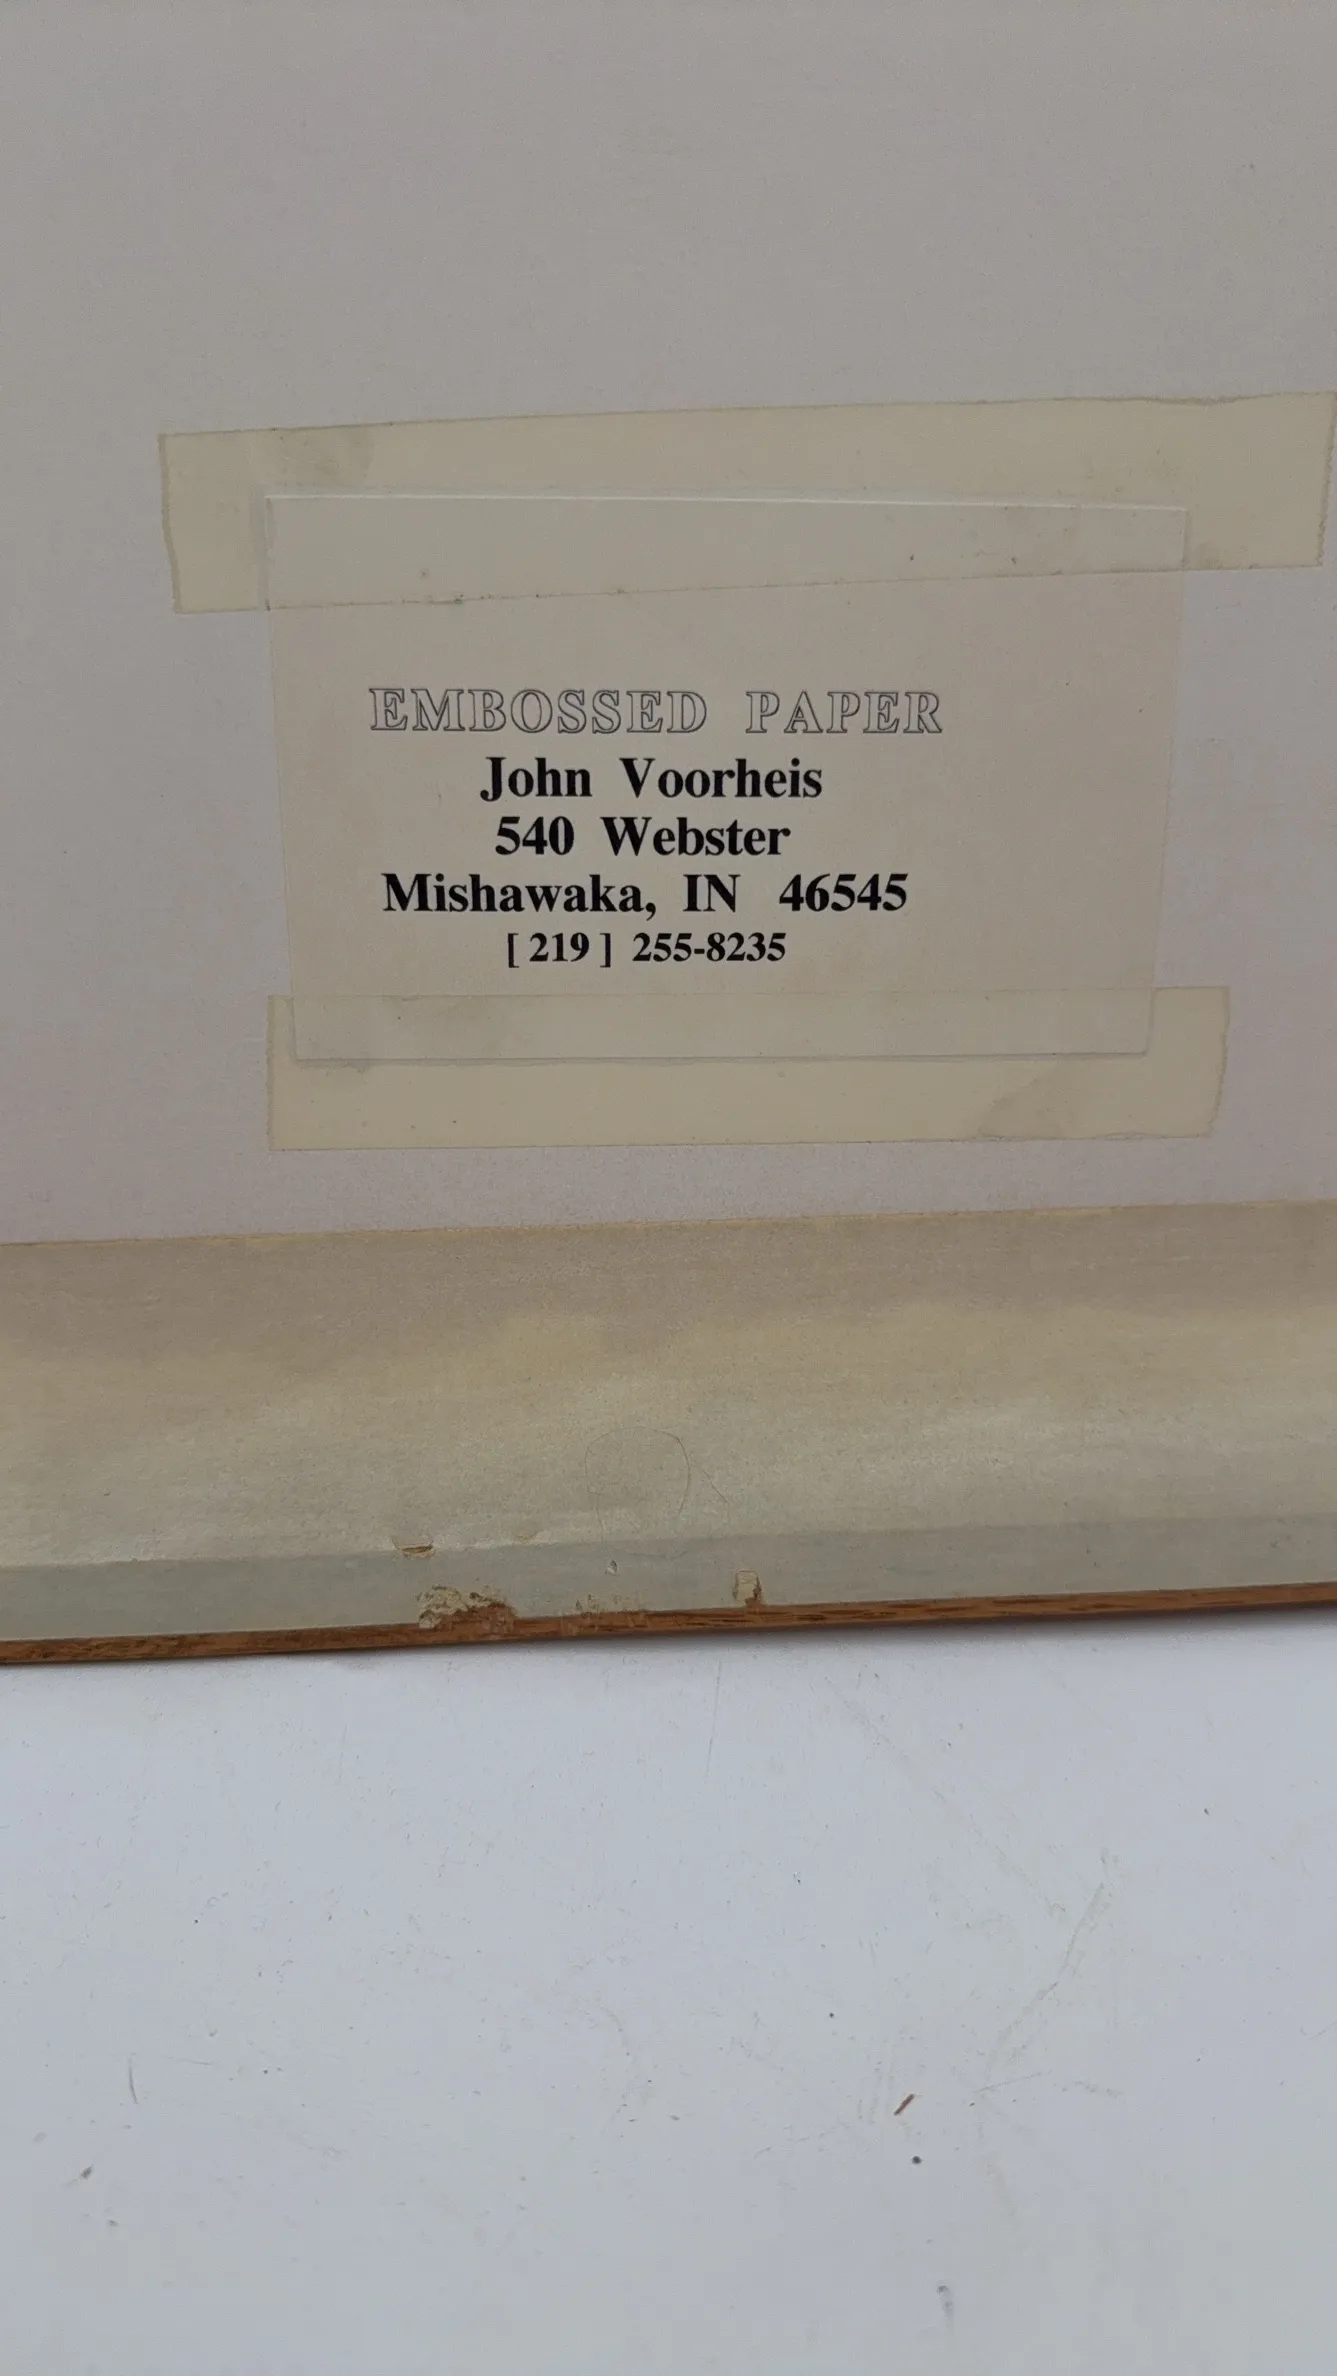 EMBOSSED PAPER
John Voorheis
540 Webster
Mishawaka, IN 46545
[ 219 ] 255-8235